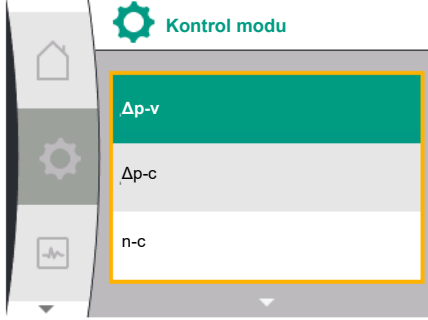 Kontrol modu
Δp-v
Δp-c
n-c